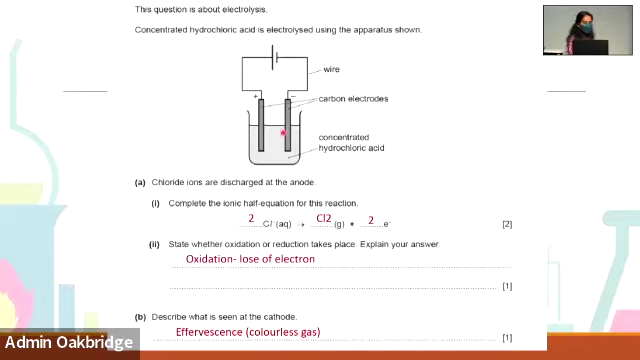 This question is about electrolysis.
Concentrated hydrochloric acid is electrolysed using the apparatus shown.
wire
+
–
carbon electrodes
concentrated
hydrochloric acid
(a) Chloride ions are discharged at the anode.
(i) Complete the ionic half-equation for this reaction.
2 Cl⁻(aq) → Cl2 (g) + 2 e⁻ [2]
(ii) State whether oxidation or reduction takes place. Explain your answer.
Oxidation- lose of electron
[1]
(b) Describe what is seen at the cathode.
Effervescence (colourless gas) [1]
Admin Oakbridge